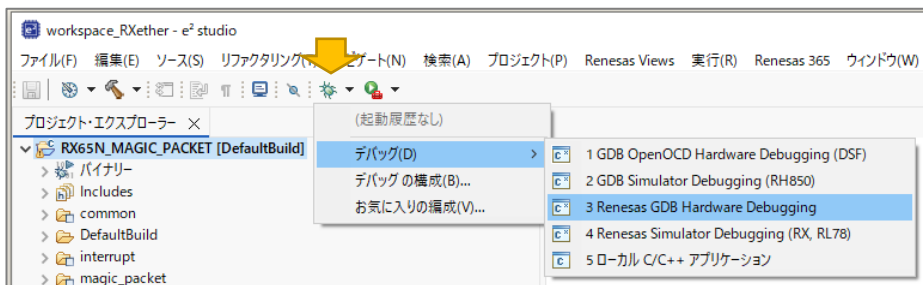 workspace_RXether - e² studio
ファイル(F) 編集(E) ソース(S) リファクタリング( ゲート(N) 検索(A) プロジェクト(P) Renesas Views 実行(R) Renesas 365 ウィンドウ(W)
プロジェクト・エクスプローラー
RX65N_MAGIC_PACKET [DefaultBuild]
バイナリー
Includes
common
DefaultBuild
interrupt
magic_packet
(起動履歴なし)
デバッグ(D)
デバッグ の構成(B)...
お気に入りの編成(V)...
1 GDB OpenOCD Hardware Debugging (DSF)
2 GDB Simulator Debugging (RH850)
3 Renesas GDB Hardware Debugging
4 Renesas Simulator Debugging (RX, RL78)
5 ローカル C/C++ アプリケーション